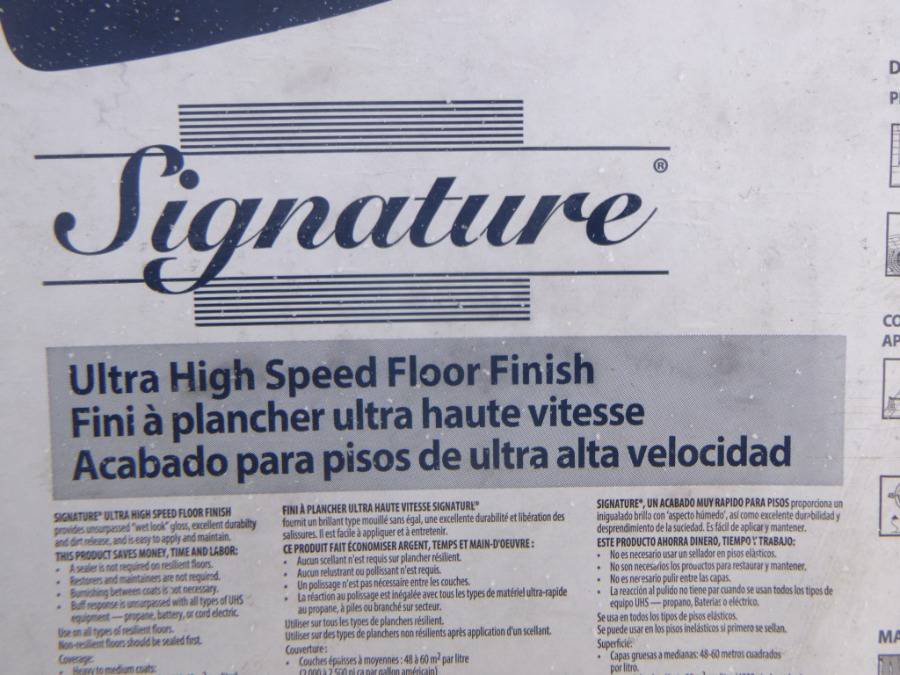 Signature®
Ultra High Speed Floor Finish
Fini à plancher ultra haute vitesse
Acabado para pisos de ultra alta velocidad
SIGNATURE® ULTRA HIGH SPEED FLOOR FINISH
provides unsurpassed "wet look" gloss, excellent durability
and dirt release, and is easy to apply and maintain.
THIS PRODUCT SAVES MONEY, TIME AND LABOR:
• A sealer is not required on resilient floors.
• Restorers and maintainers are not required.
• Burnishing between coats is not necessary.
• Buff response is unsurpassed with all types of UHS
equipment — propane, battery, or cord electric.
Use on all types of resilient floors.
Non-resilient floors should be sealed first.
Coverage:
• Heavy to medium coats:
FINI À PLANCHER ULTRA HAUTE VITESSE SIGNATURE®
fournit un brillant type mouillé sans égal, une excellente durabilité et libération des
salissures. Il est facile à appliquer et à entretenir.
CE PRODUIT FAIT ÉCONOMISER ARGENT, TEMPS ET MAIN-D'OEUVRE :
• Aucun scellant n'est requis sur plancher résilient.
• Aucun relustrant ou polissant n'est requis.
• Un polissage n'est pas nécessaire entre les couches.
• La réaction au polissage est inégalée avec tous les types de matériel ultra-rapide
au propane, à piles ou branché sur secteur.
Utiliser sur tous les types de planchers résilient.
Utiliser sur des types de planchers non résilients après application d'un scellant.
Couverture :
• Couches épaisses à moyennes : 48 à 60 m² par litre
(2 000 à 2 500 pi ca par gallon américain)
SIGNATURE®, UN ACABADO MUY RAPIDO PARA PISOS proporciona un
inigualado brillo con 'aspecto húmedo', así como excelente durabilidad y
desprendimiento de la suciedad. Es fácil de aplicar y mantener.
ESTE PRODUCTO AHORRA DINERO, TIEMPO Y TRABAJO:
• No es necesario usar un sellador en pisos elásticos.
• No son necesarios los productos para restaurar y mantener.
• No es necesario pulir entre las capas.
• La reacción al pulido no tiene par cuando se usan todos los tipos de
equipo UHS — propano, Baterías o eléctrico.
Se usa en todos los tipos de pisos elásticos.
Se puede usar en los pisos inelásticos si primero se sellan.
Superficie:
• Capas gruesas a medianas: 48-60 metros cuadrados
por litro.
D
CO
AP
MA